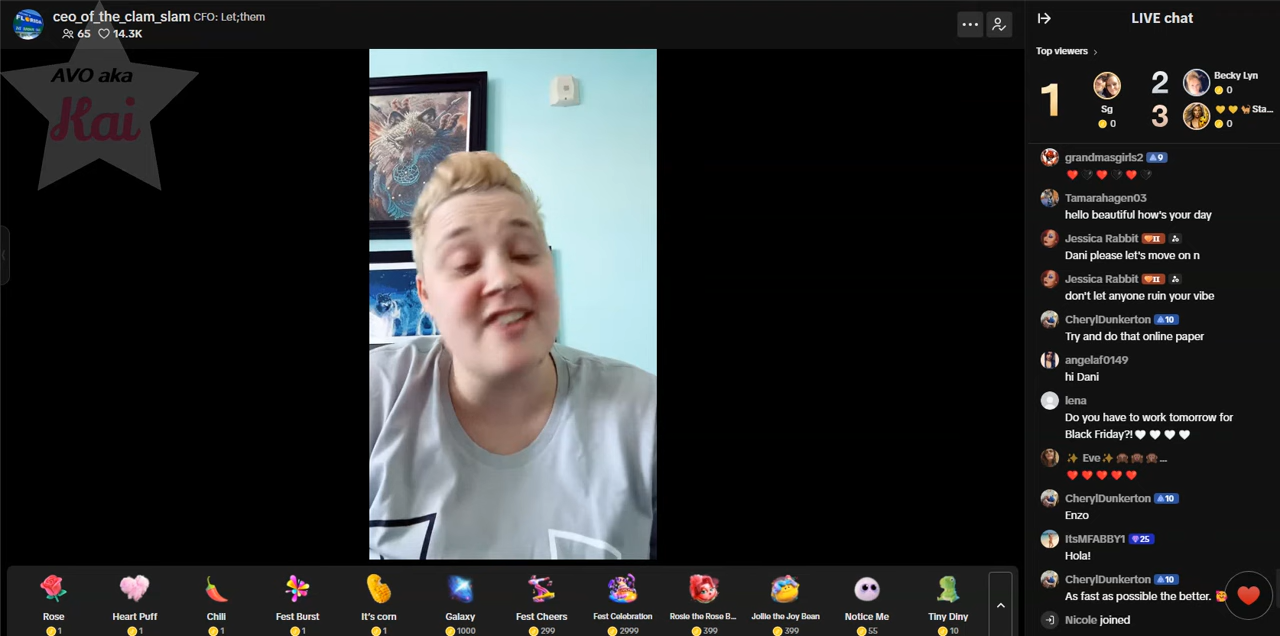 ceo_of_the_clam_slam CFO: Let;them
65 14.3K
AVO aka
Kai
LIVE chat
Top viewers
1
Sg
0
2
Becky Lyn
0
3
Sta...
0
grandmasgirls2 9
Tamarahagen03
hello beautiful how's your day
Jessica Rabbit II
Dani please let's move on n
Jessica Rabbit II
don't let anyone ruin your vibe
CherylDunkerton 10
Try and do that online paper
angelaf0149
hi Dani
lena
Do you have to work tomorrow for
Black Friday?!
Eve ...
CherylDunkerton 10
Enzo
ItsMFABBY1 25
Hola!
CherylDunkerton 10
As fast as possible the better.
Nicole joined
Rose
1
Heart Puff
1
Chili
1
Fest Burst
1
It's corn
1
Galaxy
1000
Fest Cheers
299
Fest Celebration
2999
Rosie the Rose B...
399
Jollie the Joy Bean
399
Notice Me
55
Tiny Diny
10